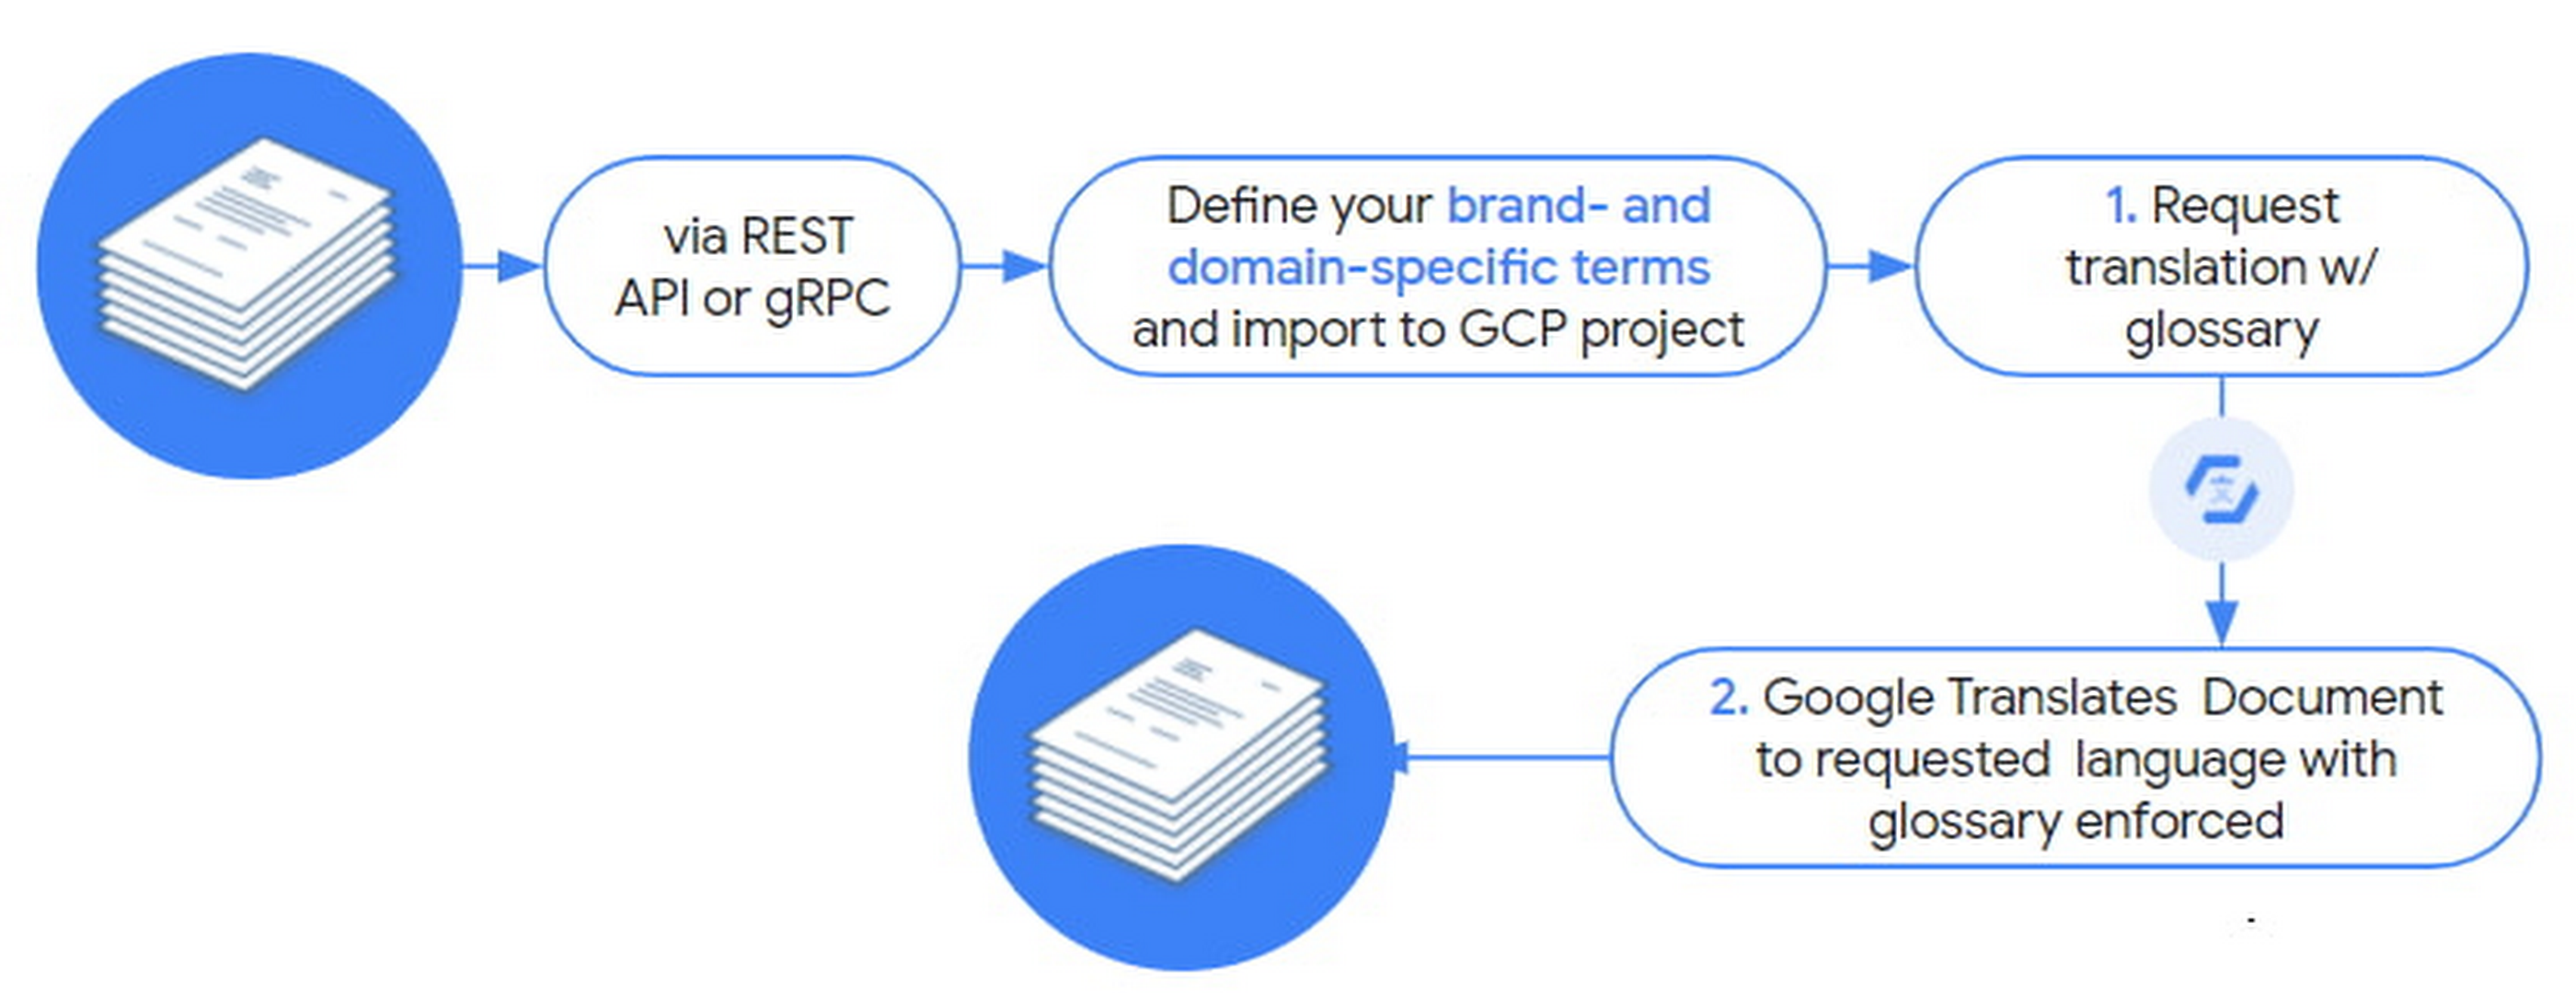 via REST
API or gRPC
Define your brand- and
domain-specific terms
and import to GCP project
1. Request
translation w/
glossary
2. Google Translates Document
to requested language with
glossary enforced